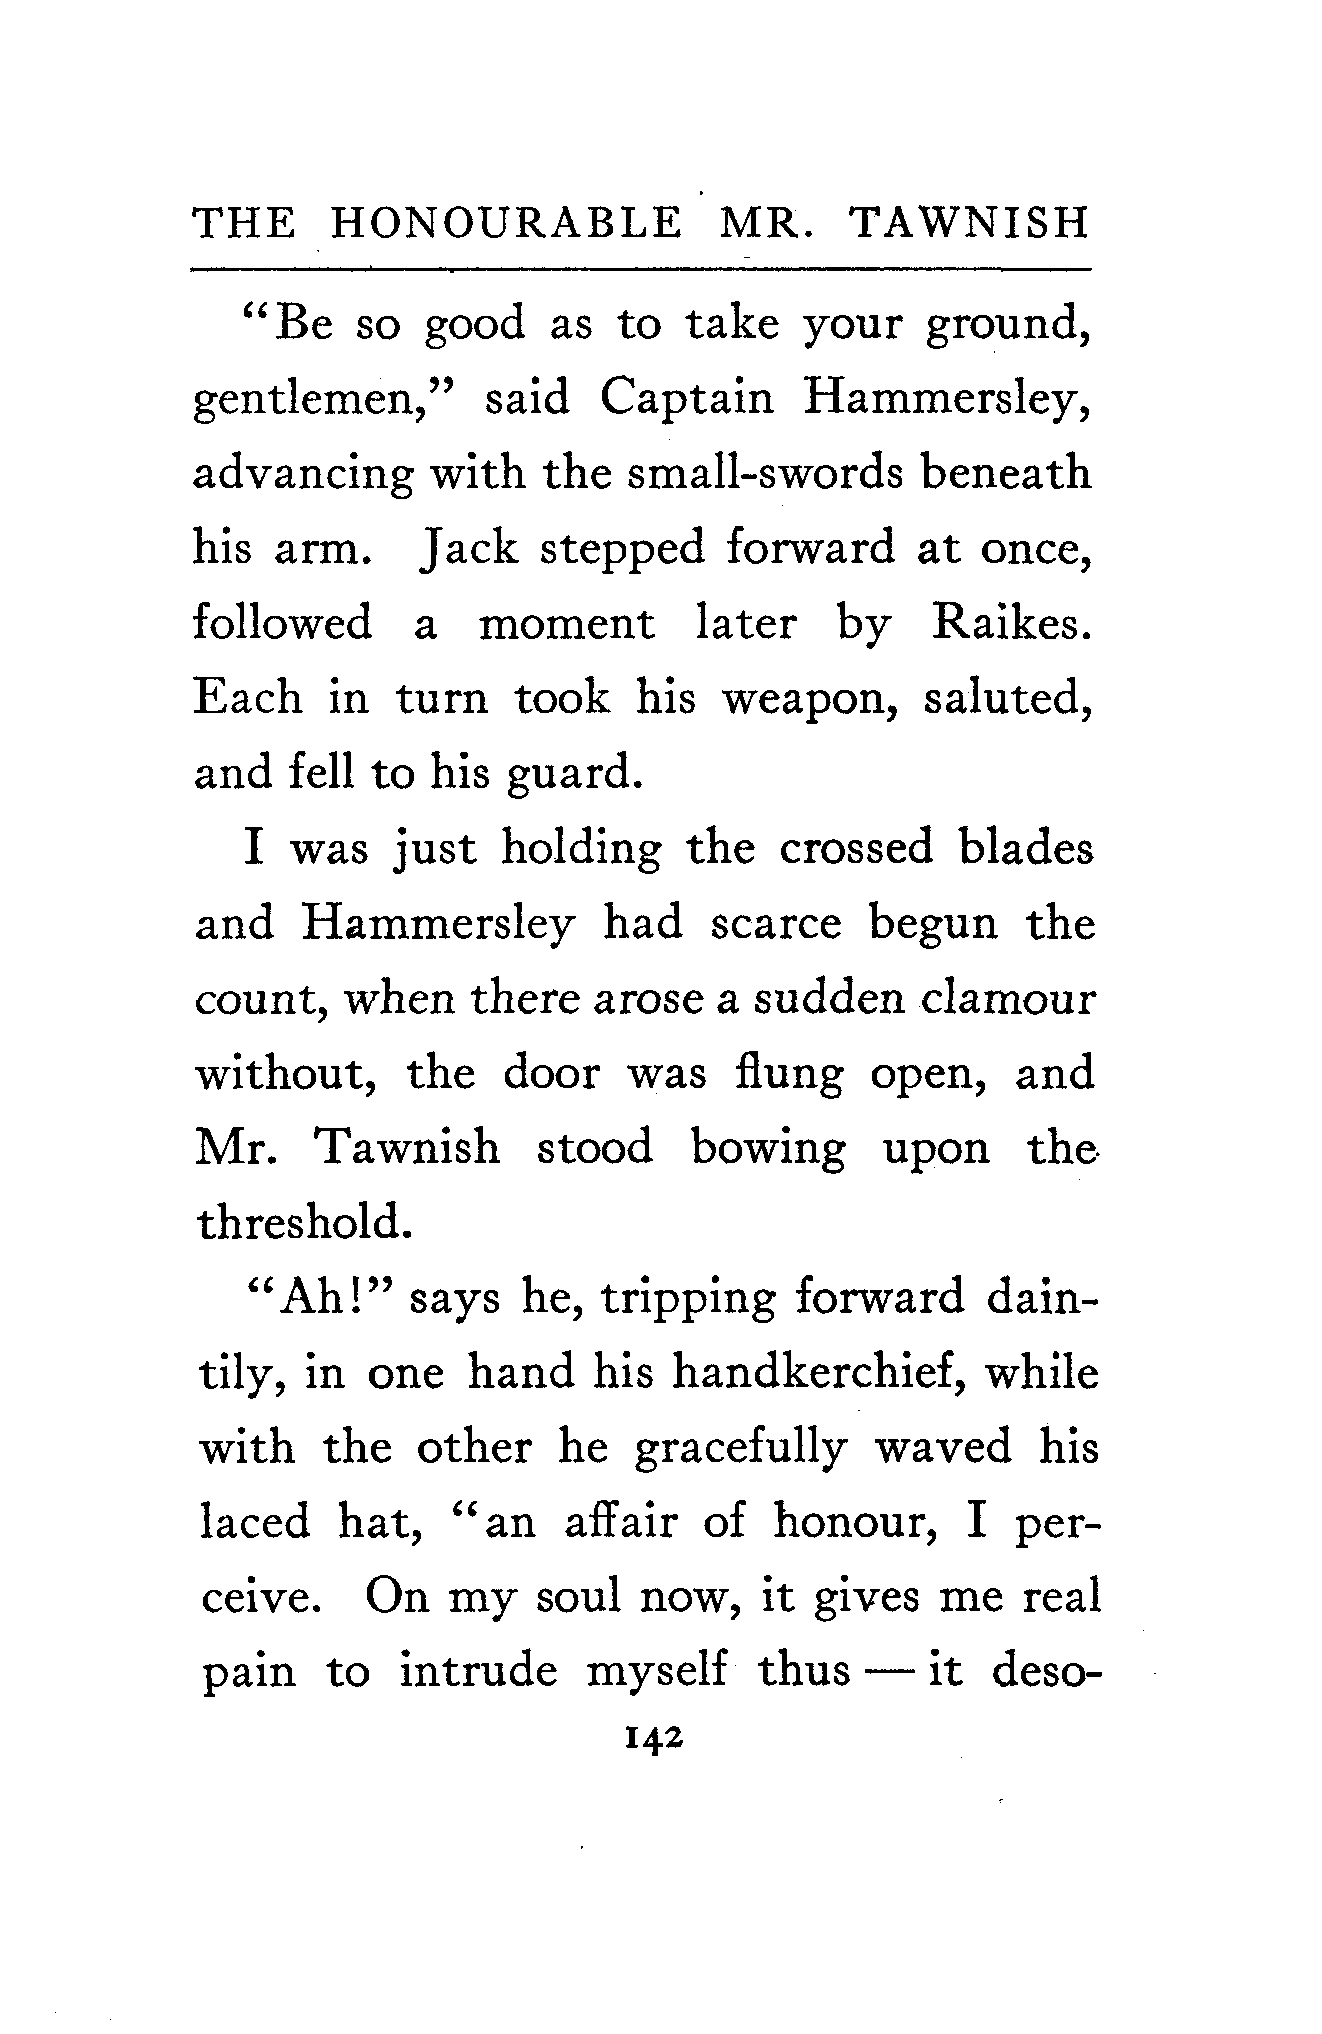 THE HONOURABLE MR. TAWNISH
“Be so good as to take your ground,
gentlemen,” said Captain Hammersley,
advancing with the small-swords beneath
his arm. Jack stepped forward at once,
followed a moment later by Raikes.
Each in turn took his weapon, saluted,
and fell to his guard.
I was just holding the crossed blades
and Hammersley had scarce begun the
count, when there arose a sudden clamour
without, the door was flung open, and
Mr. Tawnish stood bowing upon the
threshold.
“Ah!” says he, tripping forward dain-
tily, in one hand his handkerchief, while
with the other he gracefully waved his
laced hat, “an affair of honour, I per-
ceive. On my soul now, it gives me real
pain to intrude myself thus — it deso-
142